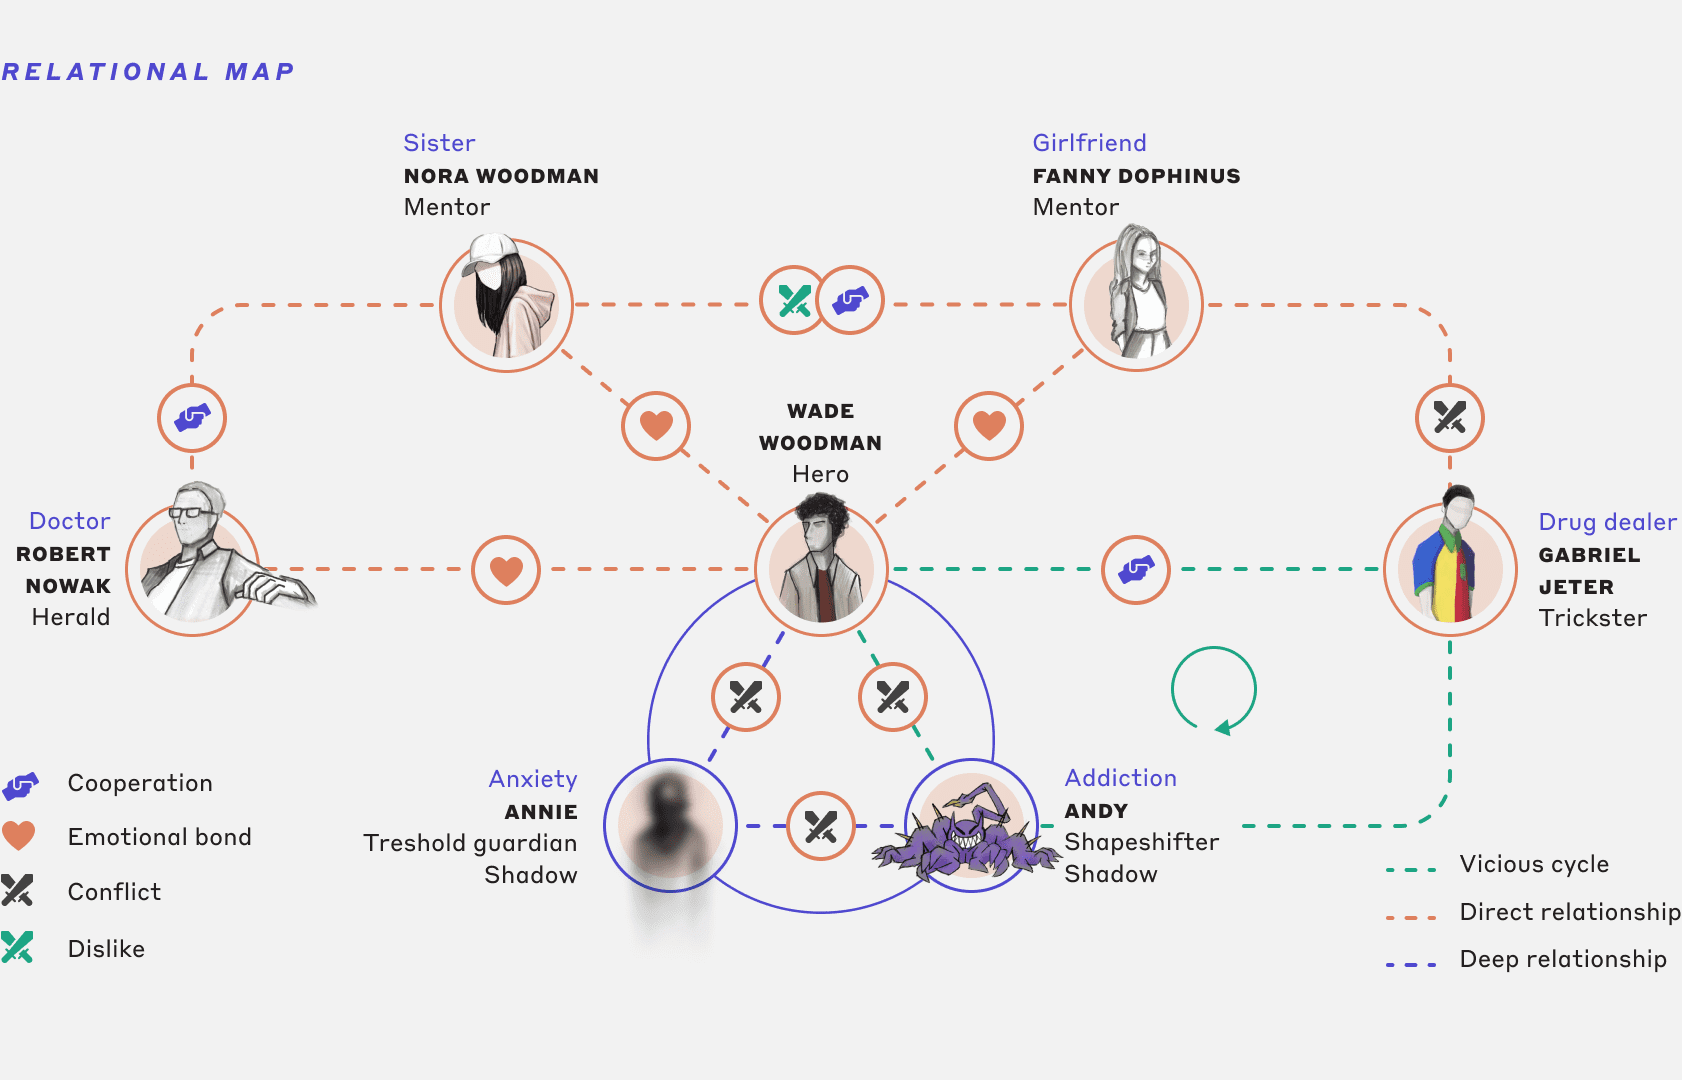 RELATIONAL MAP
Sister
NORA WOODMAN
Mentor
Girlfriend
FANNY DOPHINUS
Mentor
WADE
WOODMAN
Hero
Doctor
ROBERT
NOWAK
Herald
Drug dealer
GABRIEL
JETER
Trickster
Anxiety
ANNIE
Treshold guardian
Shadow
Addiction
ANDY
Shapeshifter
Shadow
Cooperation
Emotional bond
Conflict
Dislike
Vicious cycle
Direct relationship
Deep relationship